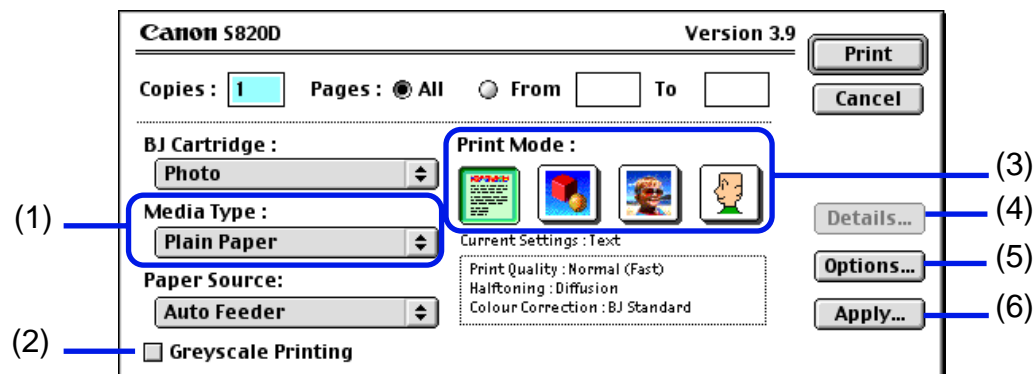 Canon S820D Version 3.9
Print
Copies : 1 Pages : All From To
Cancel
BJ Cartridge : Print Mode :
Photo
(3)
(1) Media Type :
Details... (4)
Plain Paper
Current Settings : Text
Print Quality : Normal (Fast)
Options... (5)
Paper Source:
Halftoning : Diffusion
Auto Feeder
Colour Correction : BJ Standard
Apply... (6)
(2) Greyscale Printing